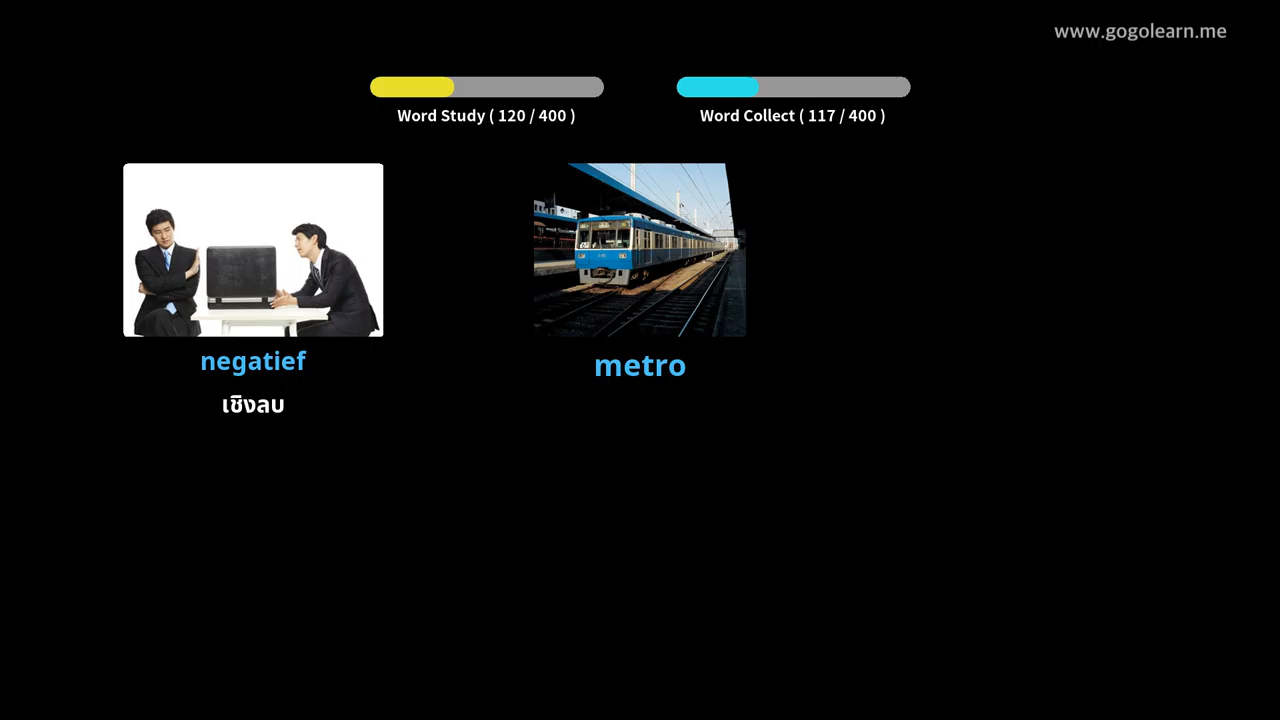 www.gogolearn.me
Word Study ( 120 / 400 )
Word Collect ( 117 / 400 )
negatief
เชิงลบ
metro